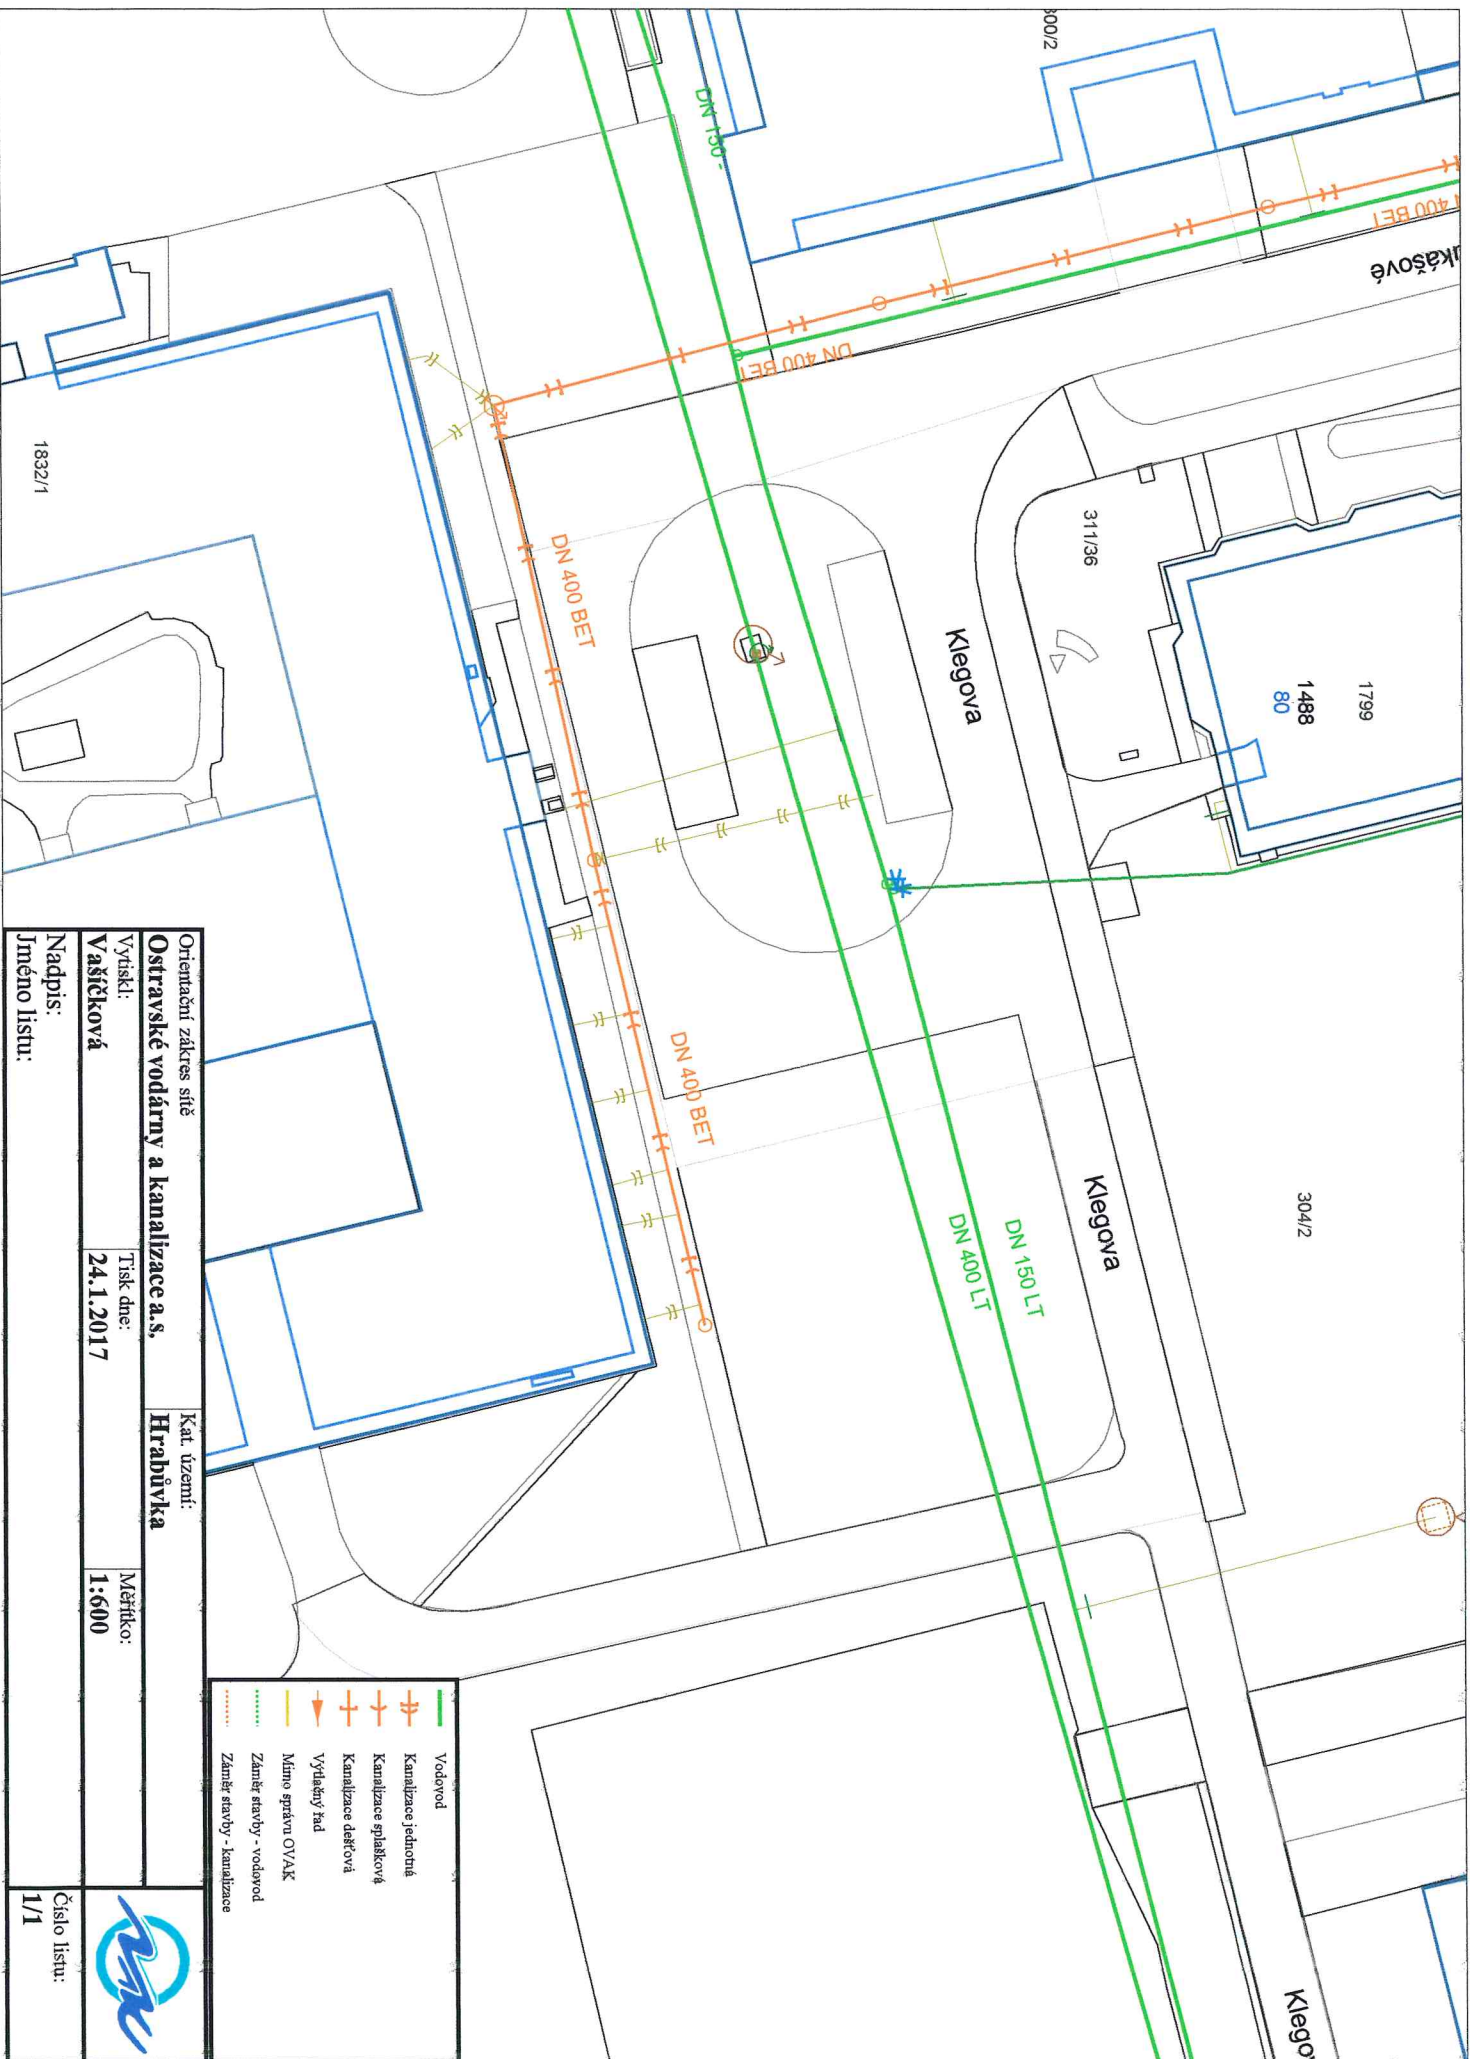 300/2
DN 150 -
DN 400 BET
DN 400 BET
1832/1
311/36
Klegova
1799
1488
80
DN 400 BET
DN 400 BET
Klegova
304/2
DN 150 LT
DN 400 LT
Vodovod
Kanalizace jednotná
Kanalizace splašková
Kanalizace dešťová
Výtlačný řad
Mimo správu OVAK
Záměr stavby - vodovod
Záměr stavby - kanalizace
Orientační zákres sítě
Ostravské vodárny a kanalizace a.s.
Kat. území:
Hrabůvka
Vytiskl:
Vašíčková
Tisk dne:
24.1.2017
Měřítko:
1:600
Nadpis:
Jméno listu:
Číslo listu:
1/1